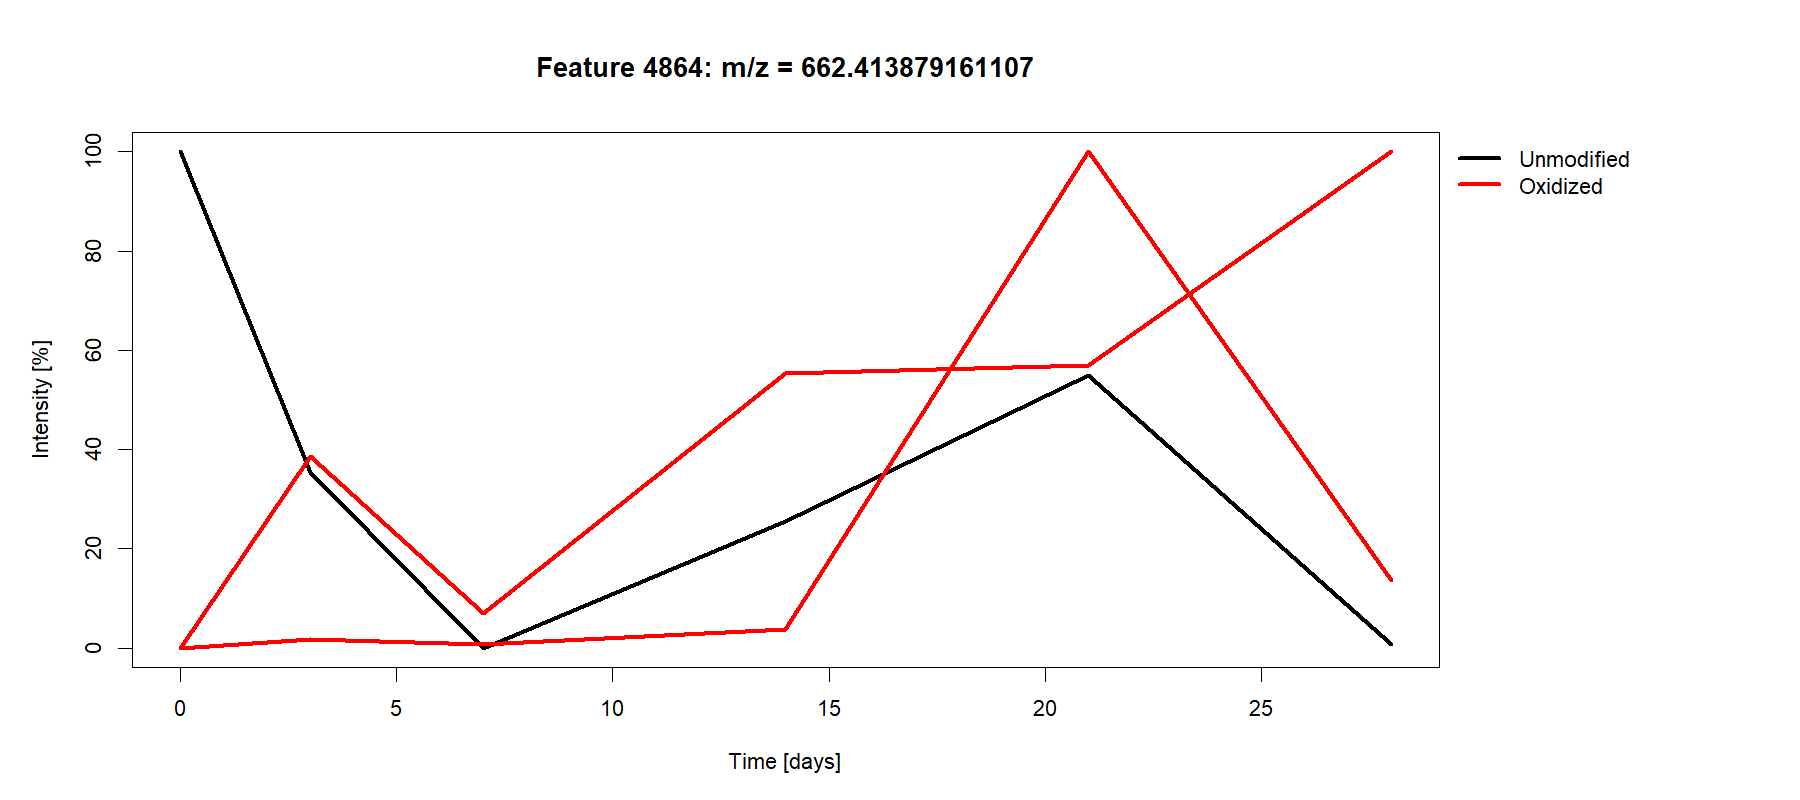 Feature 4864: m/z = 662.413879161107
Unmodified
Oxidized
Intensity [%]
100
80
60
40
20
0
0 5 10 15 20 25
Time [days]